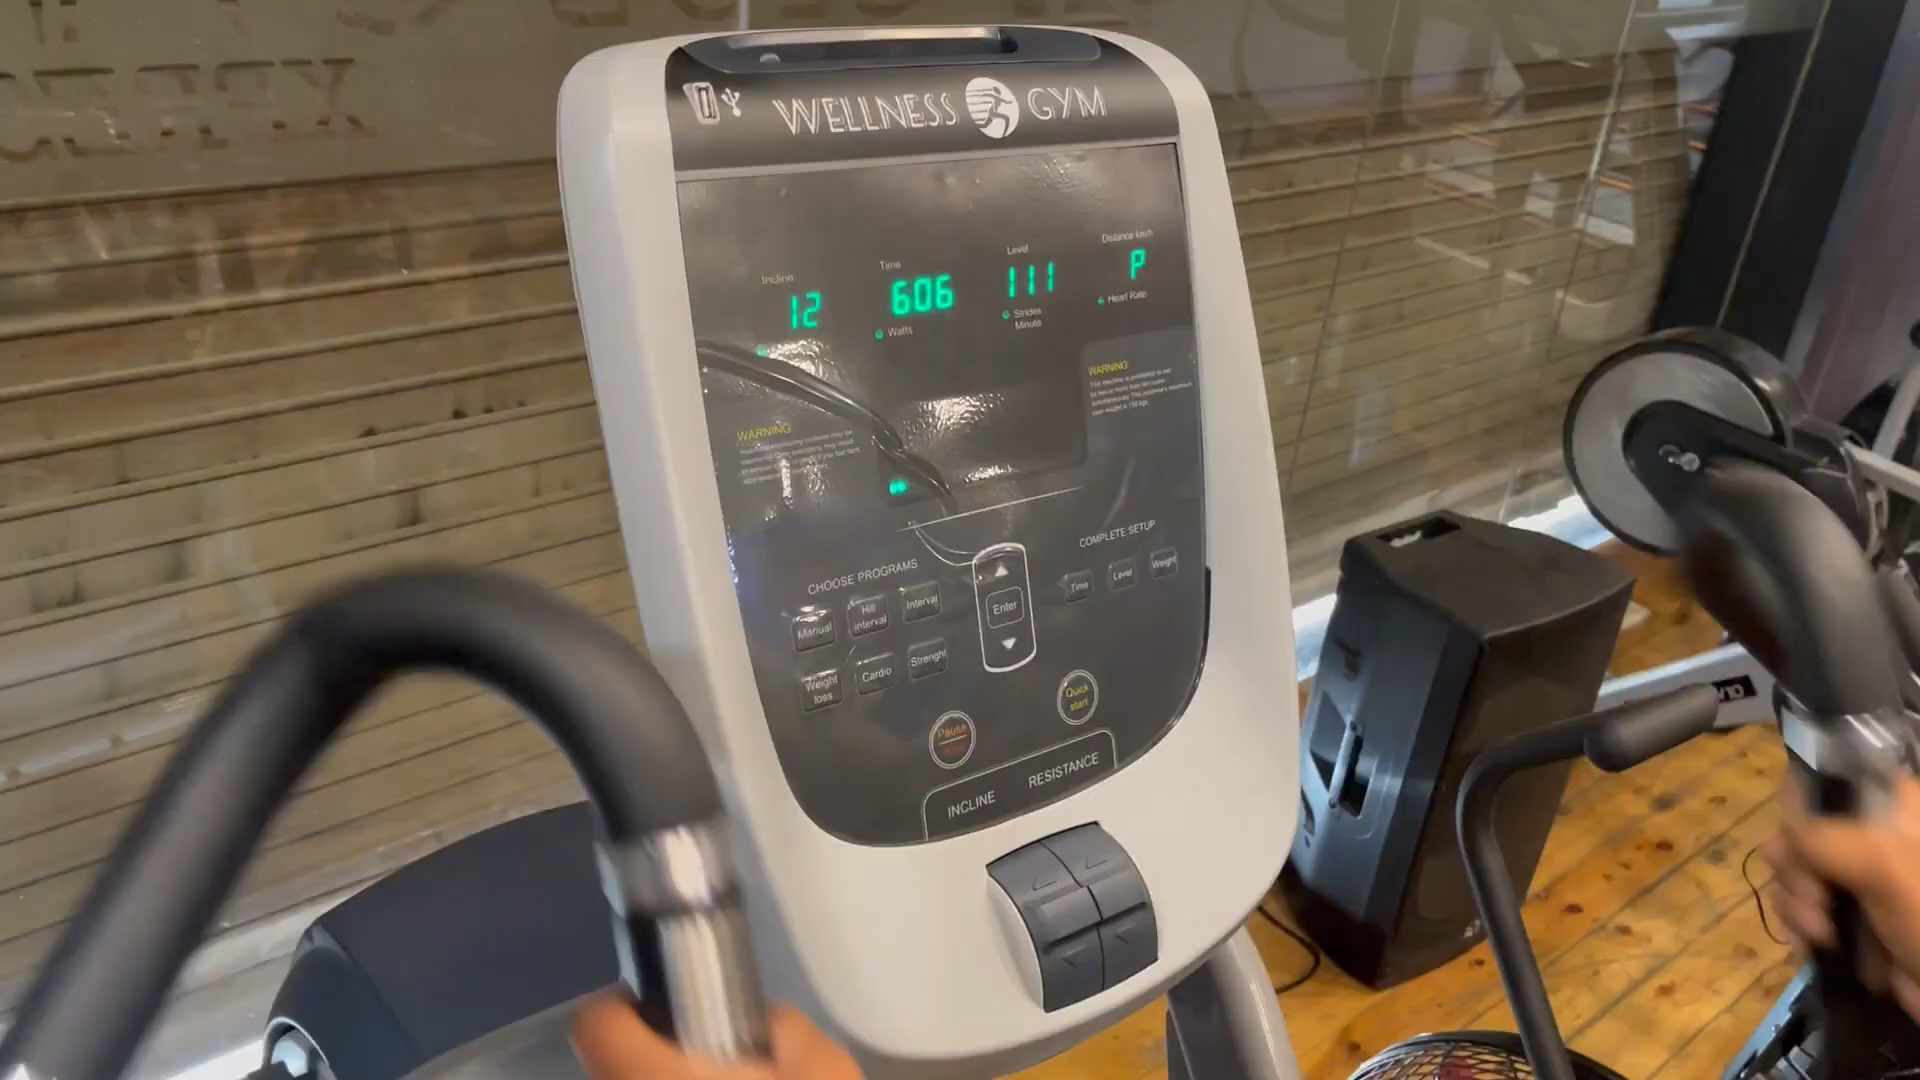 WELLNESS GYM
Incline
Time
Level
Distance km/h
12
606
111
P
Watts
Strides
Minute
Heart Rate
WARNING
WARNING
CHOOSE PROGRAMS
COMPLETE SETUP
Manual
Hill
interval
Interval
Enter
Time
Level
Weight
Weight
loss
Cardio
Strenght
Pause
Quick
start
INCLINE
RESISTANCE